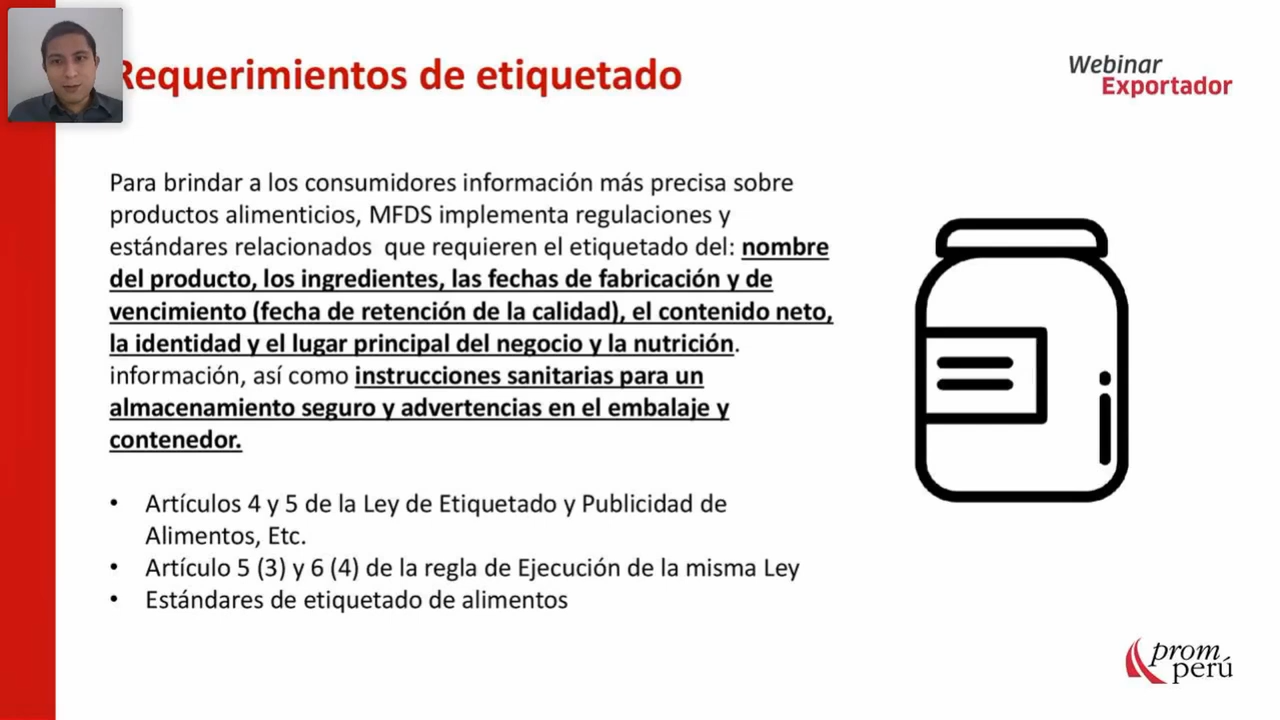 Requerimientos de etiquetado
Webinar
Exportador
Para brindar a los consumidores información más precisa sobre
productos alimenticios, MFDS implementa regulaciones y
estándares relacionados que requieren el etiquetado del: nombre
del producto, los ingredientes, las fechas de fabricación y de
vencimiento (fecha de retención de la calidad), el contenido neto,
la identidad y el lugar principal del negocio y la nutrición.
información, así como instrucciones sanitarias para un
almacenamiento seguro y advertencias en el embalaje y
contenedor.
• Artículos 4 y 5 de la Ley de Etiquetado y Publicidad de
Alimentos, Etc.
• Artículo 5 (3) y 6 (4) de la regla de Ejecución de la misma Ley
• Estándares de etiquetado de alimentos
prom
perú